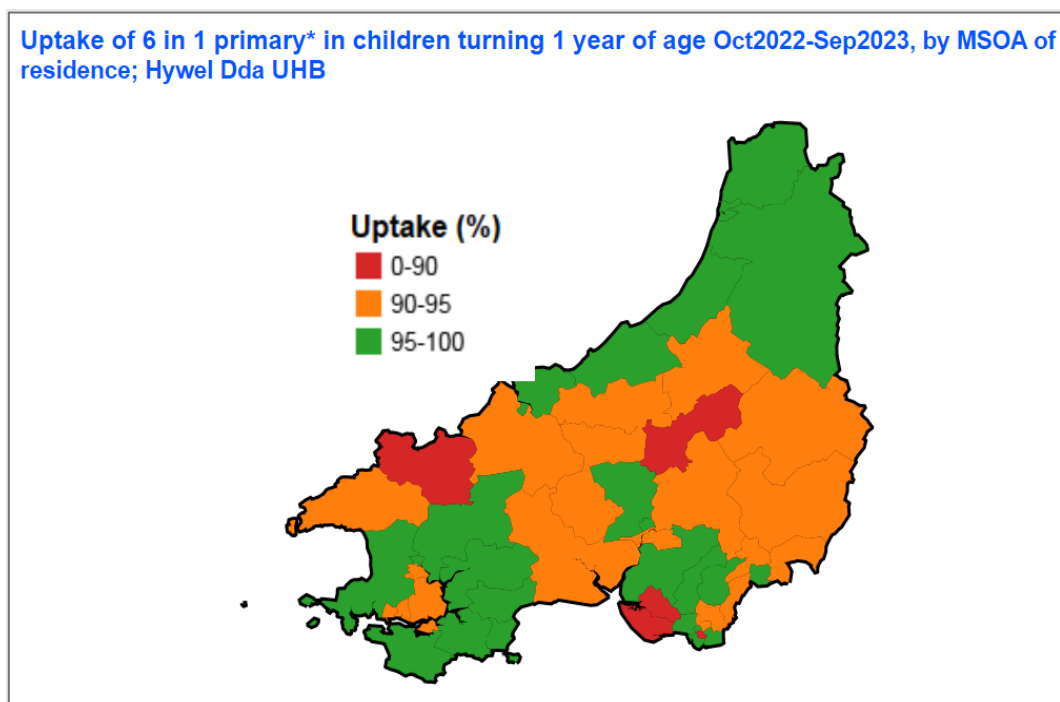 Uptake of 6 in 1 primary* in children turning 1 year of age Oct2022-Sep2023, by MSOA of
residence; Hywel Dda UHB
Uptake (%)
0-90
90-95
95-100